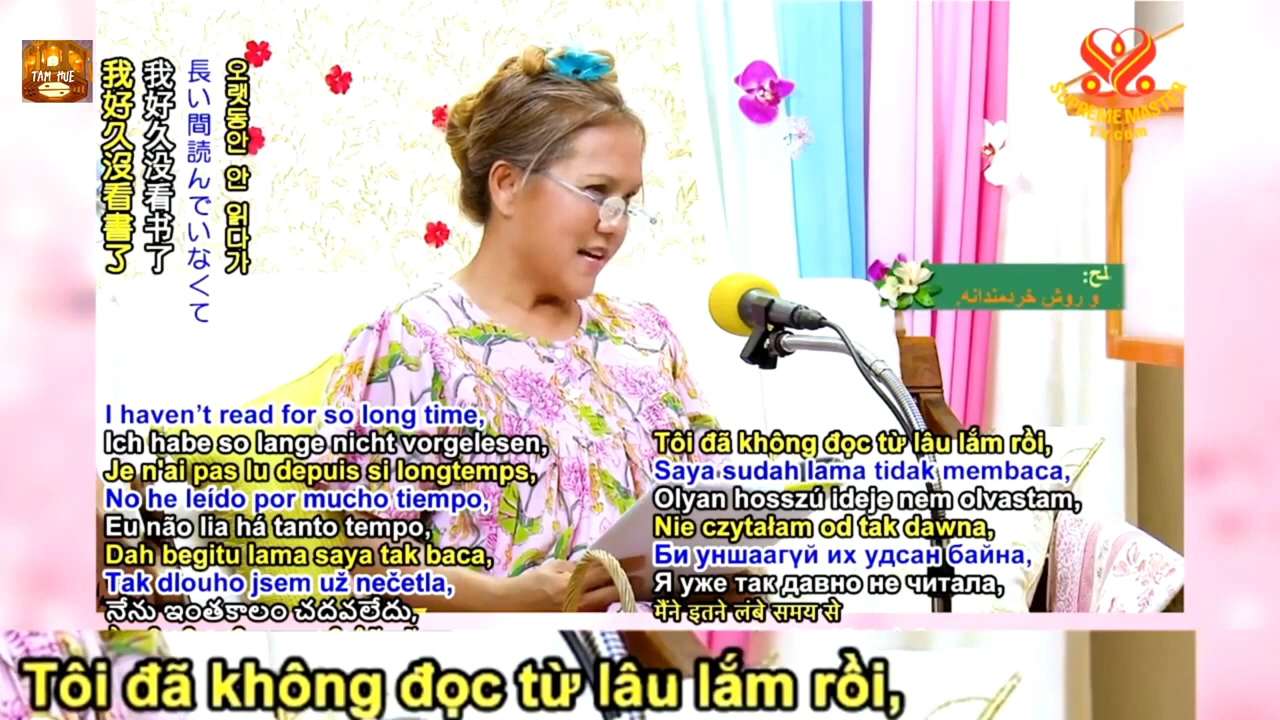 TAM HUE
我好久沒看書了
我好久没看书了
長い間読んでいなくて
오랫동안 안 읽다가
SUPREME MASTER
TV.com
لح:
و روش خردمندانه.
I haven’t read for so long time,
Ich habe so lange nicht vorgelesen,
Je n'ai pas lu depuis si longtemps,
No he leído por mucho tiempo,
Eu não lia há tanto tempo,
Dah begitu lama saya tak baca,
Tak dlouho jsem už nečetla,
నేను ఇంతకాలం చదవలేదు,
Tôi đã không đọc từ lâu lắm rồi,
Saya sudah lama tidak membaca,
Olyan hosszú ideje nem olvastam,
Nie czytałam od tak dawna,
Би уншаагүй их удсан байна,
Я уже так давно не читала,
मैंने इतने लंबे समय से
Tôi đã không đọc từ lâu lắm rồi,